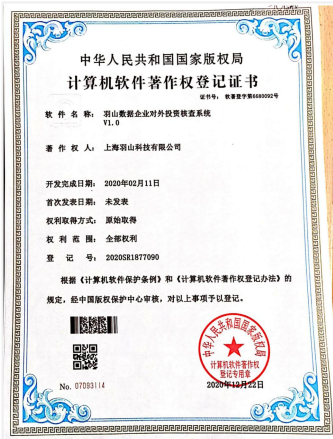 中华人民共和国国家版权局
计算机软件著作权登记证书
证书号： 软著登字第6680092号
软件名称： 羽山数据企业对外投资核查系统
V1.0
著作权人： 上海羽山科技有限公司
开发完成日期： 2020年02月11日
首次发表日期： 未发表
权利取得方式： 原始取得
权利范围： 全部权利
登记号： 2020SR1877090
根据《计算机软件保护条例》和《计算机软件著作权登记办法》的
规定，经中国版权保护中心审核，对以上事项予以登记。
中华人民共和国国家版权局
计算机软件著作权
登记专用章
No. 07093114
2020年12月22日